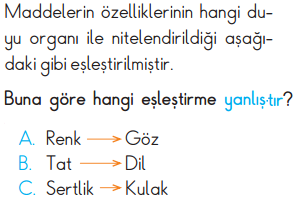 Maddelerin özelliklerinin hangi du-
yu organı ile nitelendirildiği aşağı-
daki gibi eşleştirilmiştir.
Buna göre hangi eşleştirme yanlıştır?
A. Renk → Göz
B. Tat → Dil
C. Sertlik → Kulak